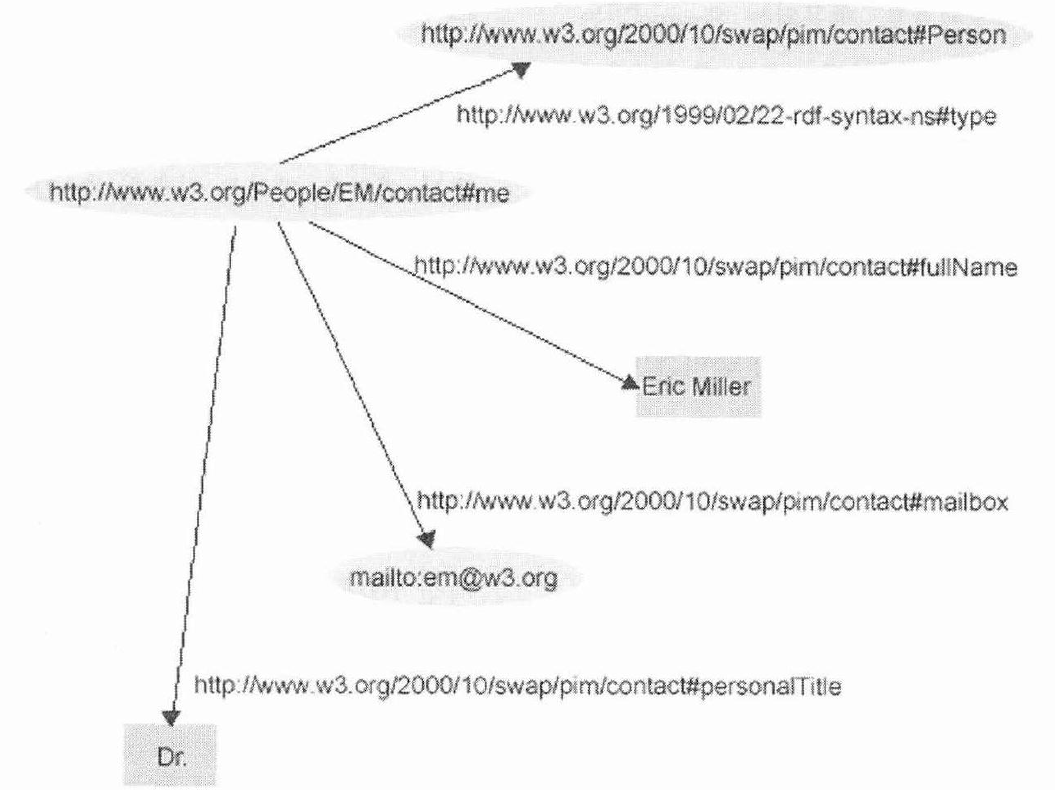 http://www.w3.org/2000/10/swap/pim/contact#Person
http://www.w3.org/1999/02/22-rdf-syntax-ns#type
http://www.w3.org/People/EM/contact#me
http://www.w3.org/2000/10/swap/pim/contact#fullName
Eric Miller
http://www.w3.org/2000/10/swap/pim/contact#mailbox
mailto:em@w3.org
http://www.w3.org/2000/10/swap/pim/contact#personalTitle
Dr.